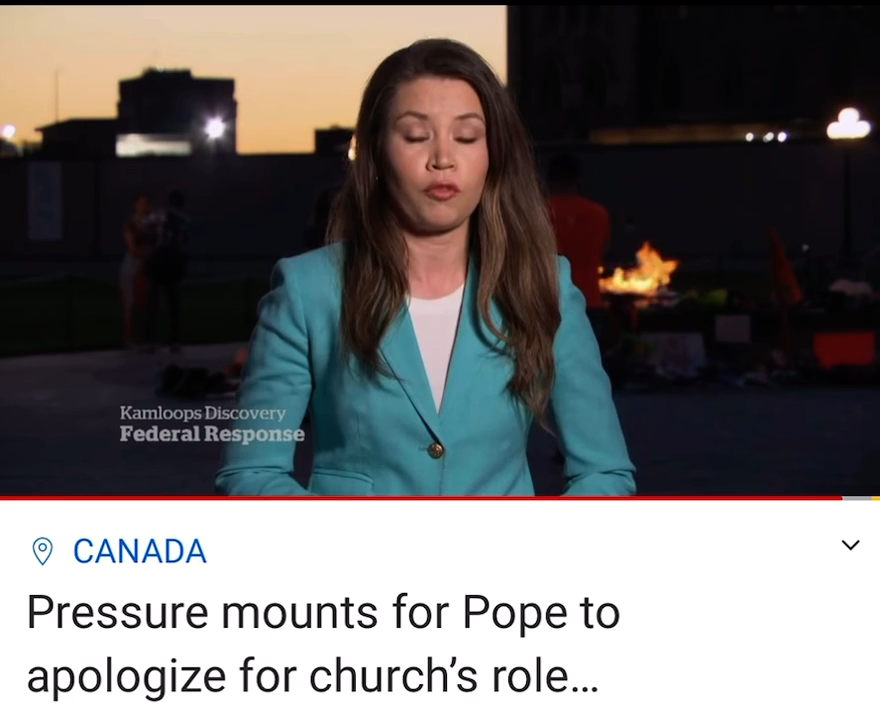 Kamloops Discovery
Federal Response
CANADA
Pressure mounts for Pope to
apologize for church's role...